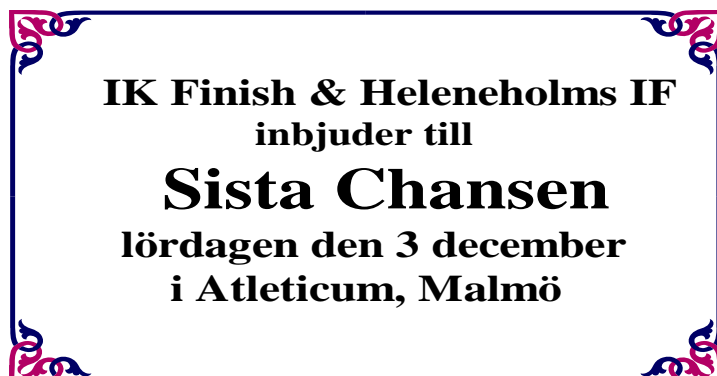 IK Finish & Heleneholms IF
inbjuder till
Sista Chansen
lördagen den 3 december
i Atleticum, Malmö